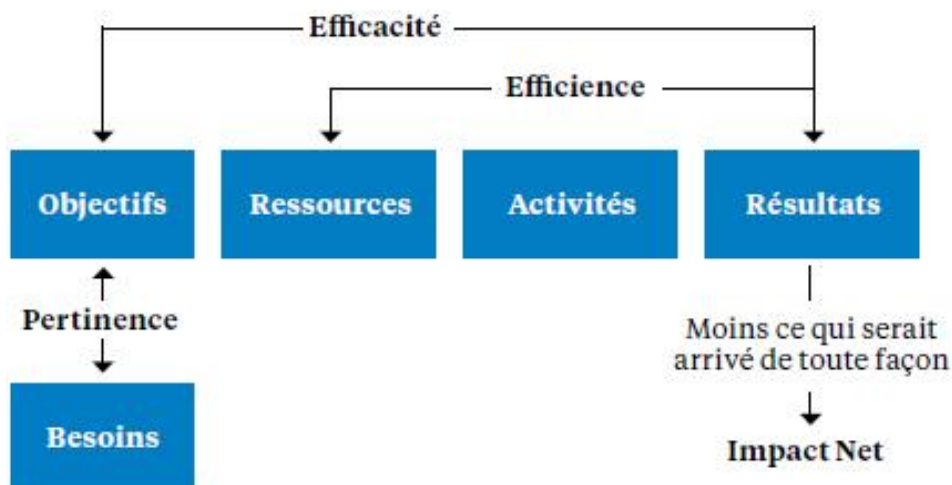 Efficacité
Efficience
Objectifs
Ressources
Activités
Résultats
Pertinence
Moins ce qui serait
arrivé de toute façon
Besoins
Impact Net